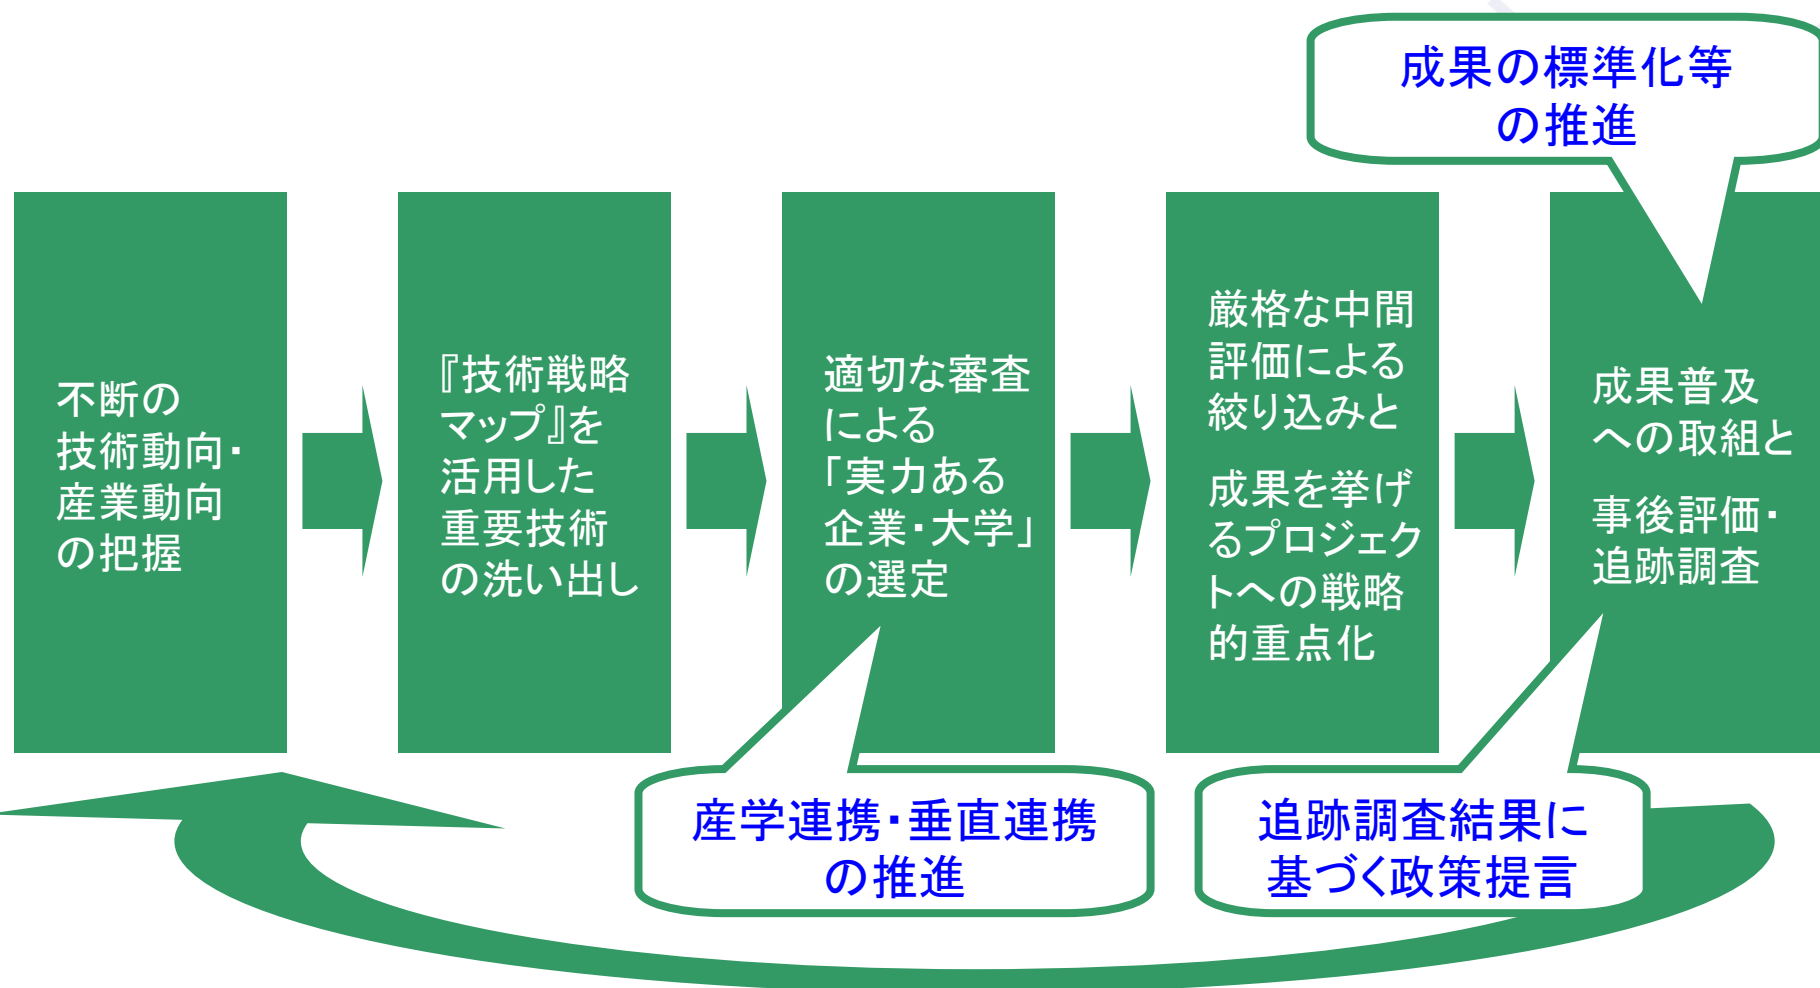 成果の標準化等
の推進
不断の
技術動向・
産業動向
の把握
『技術戦略
マップ』を
活用した
重要技術
の洗い出し
適切な審査
による
「実力ある
企業・大学」
の選定
厳格な中間
評価による
絞り込みと
成果を挙げ
るプロジェク
トへの戦略
的重点化
成果普及
への取組と
事後評価・
追跡調査
産学連携・垂直連携
の推進
追跡調査結果に
基づく政策提言